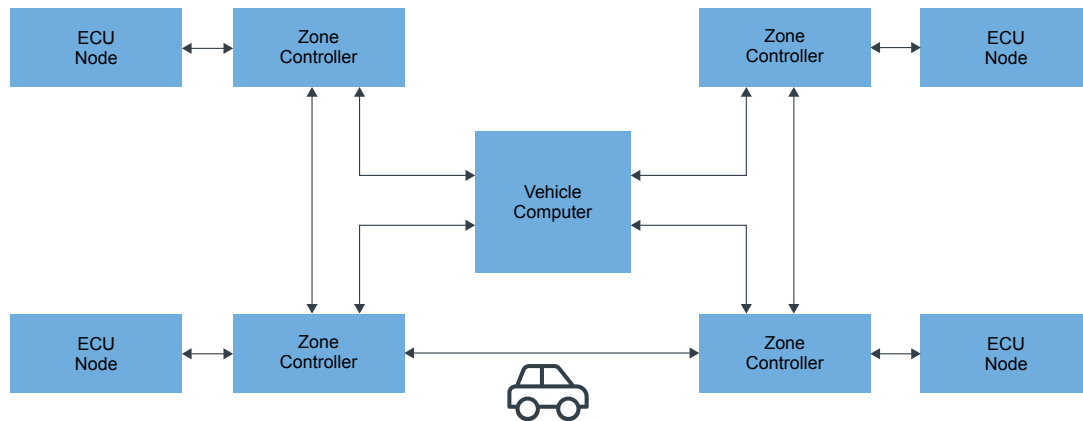 ECU
Node
Zone
Controller
Zone
Controller
ECU
Node
Vehicle
Computer
ECU
Node
Zone
Controller
Zone
Controller
ECU
Node